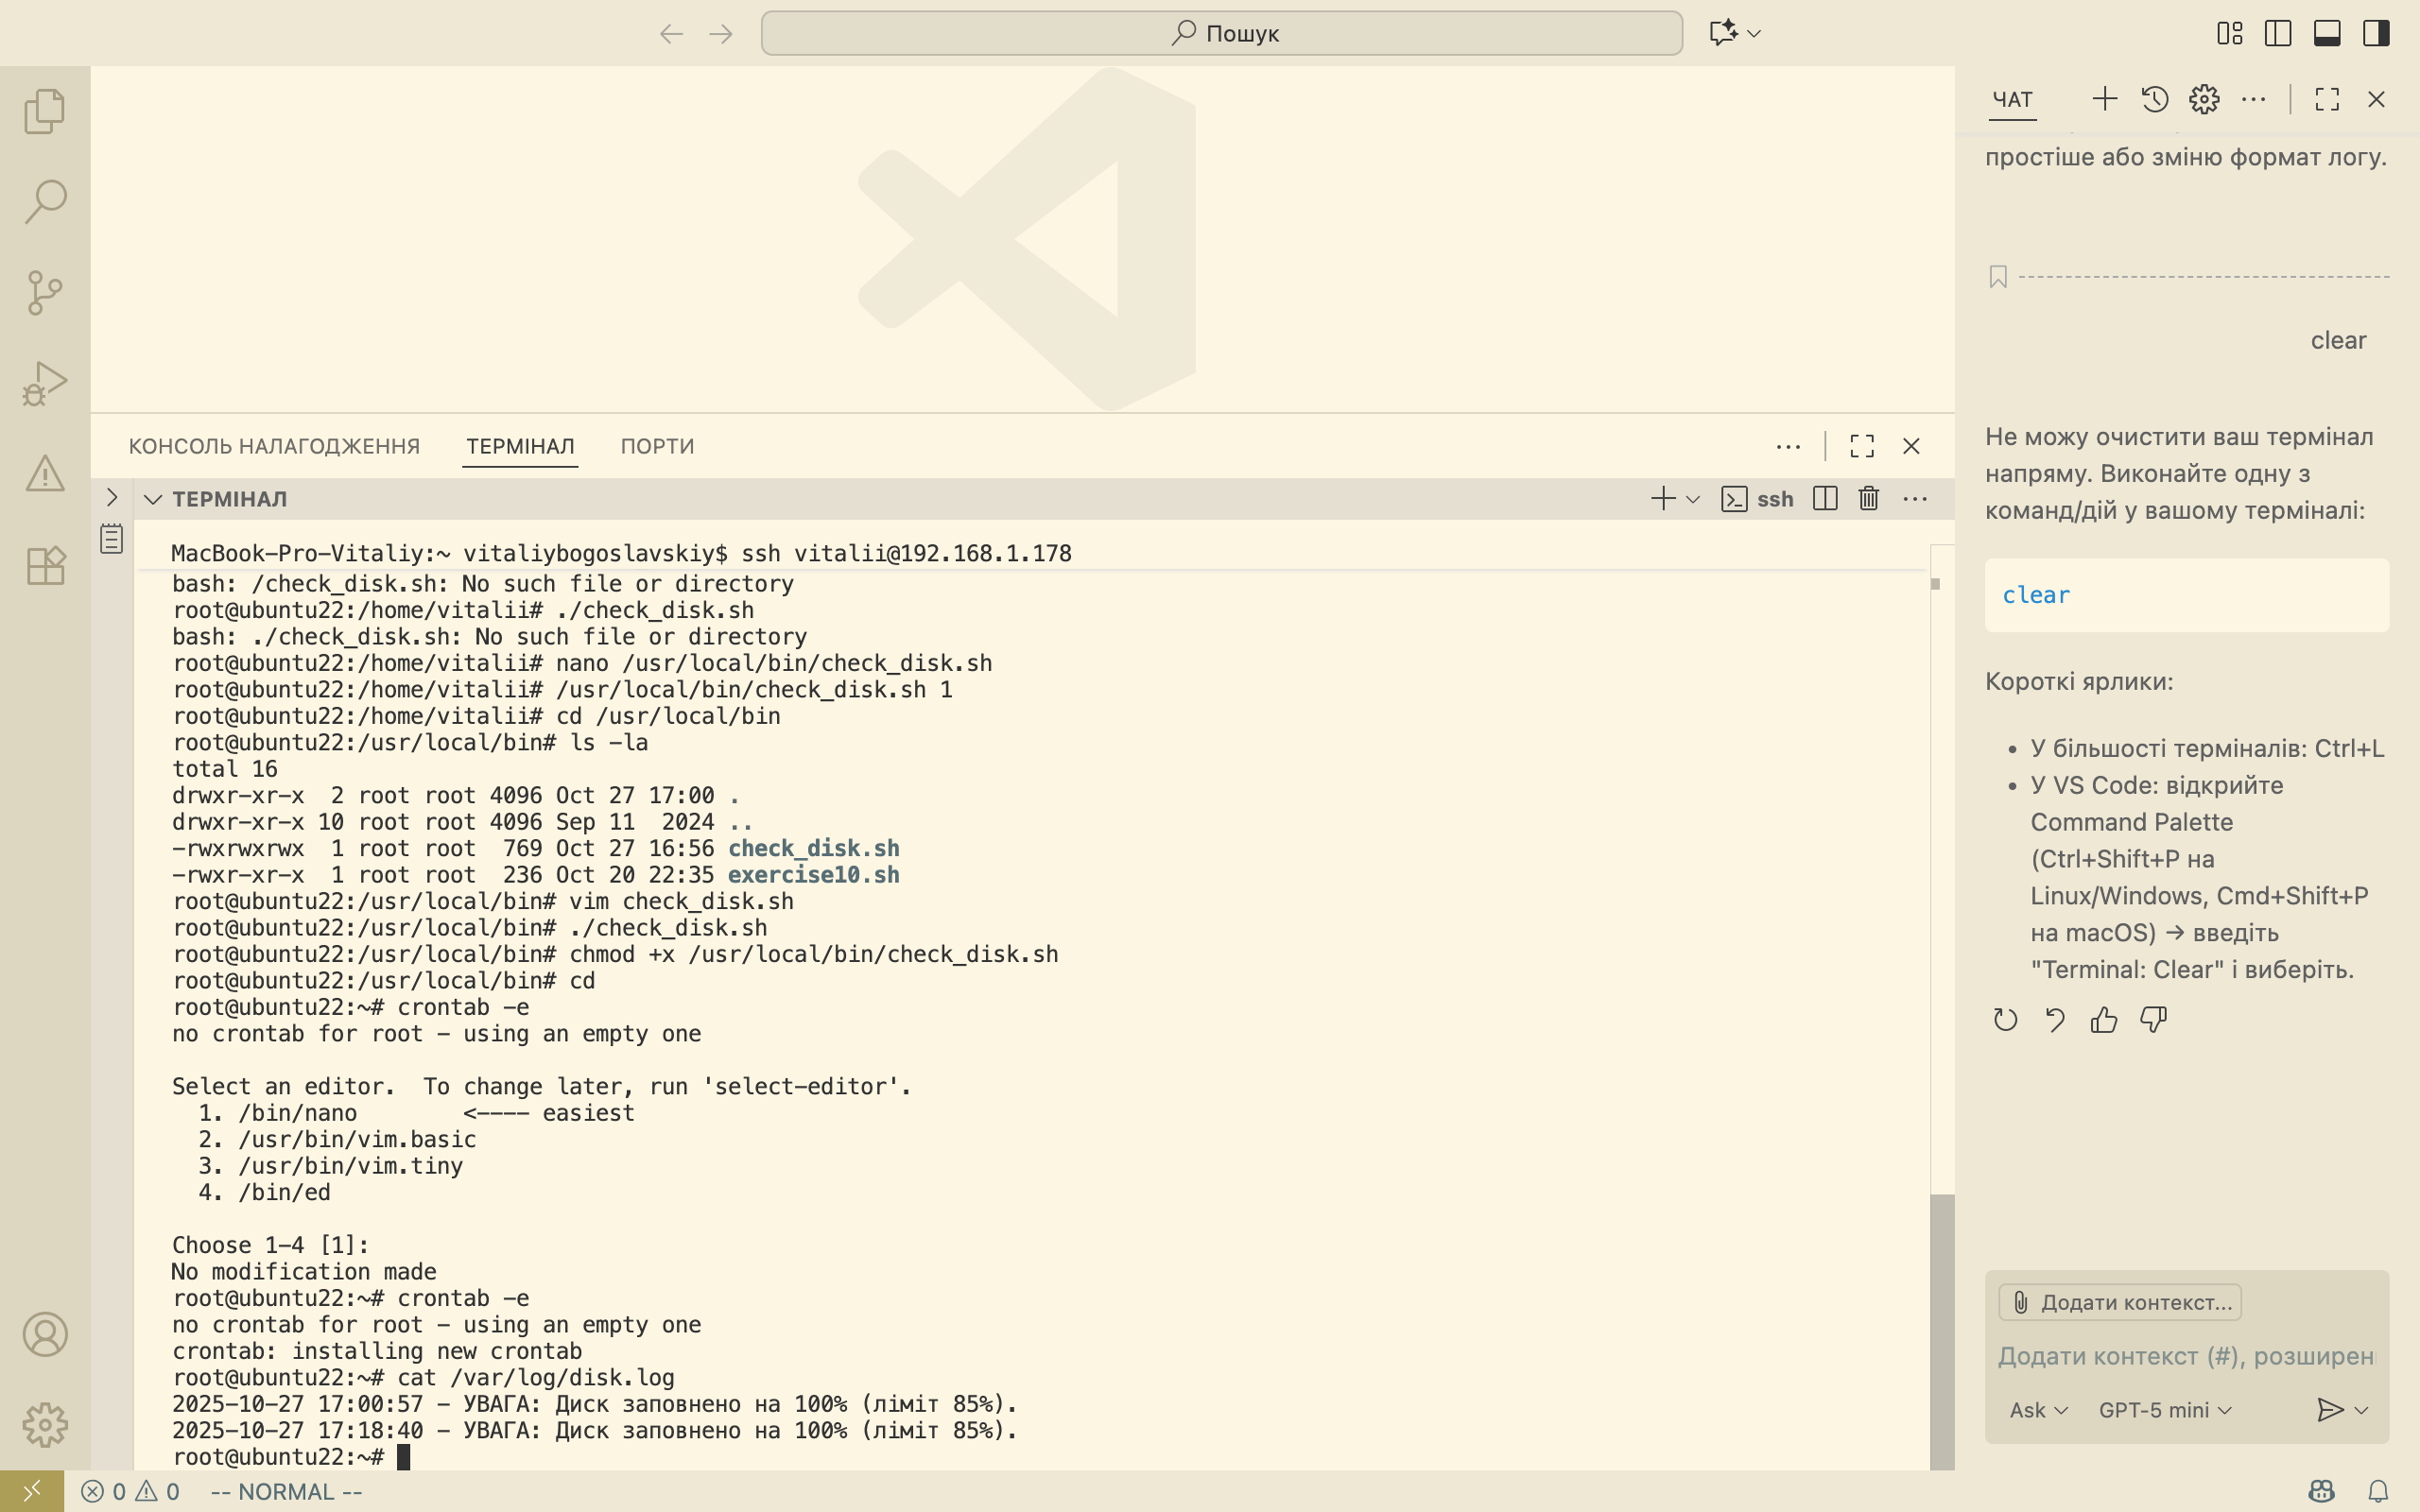 Пошук
КОНСОЛЬ НАЛАГОДЖЕННЯ ТЕРМІНАЛ ПОРТИ
ТЕРМІНАЛ
ssh
MacBook-Pro-Vitaliy:~ vitaliybogoslavskiy$ ssh vitalii@192.168.1.178
bash: /check_disk.sh: No such file or directory
root@ubuntu22:/home/vitalii# ./check_disk.sh
bash: ./check_disk.sh: No such file or directory
root@ubuntu22:/home/vitalii# nano /usr/local/bin/check_disk.sh
root@ubuntu22:/home/vitalii# /usr/local/bin/check_disk.sh 1
root@ubuntu22:/home/vitalii# cd /usr/local/bin
root@ubuntu22:/usr/local/bin# ls -la
total 16
drwxr-xr-x  2 root root 4096 Oct 27 17:00 .
drwxr-xr-x 10 root root 4096 Sep 11  2024 ..
-rwxrwxrwx  1 root root  769 Oct 27 16:56 check_disk.sh
-rwxr-xr-x  1 root root  236 Oct 20 22:35 exercise10.sh
root@ubuntu22:/usr/local/bin# vim check_disk.sh
root@ubuntu22:/usr/local/bin# ./check_disk.sh
root@ubuntu22:/usr/local/bin# chmod +x /usr/local/bin/check_disk.sh
root@ubuntu22:/usr/local/bin# cd
root@ubuntu22:~# crontab -e
no crontab for root - using an empty one
Select an editor.  To change later, run 'select-editor'.
1. /bin/nano        <---- easiest
2. /usr/bin/vim.basic
3. /usr/bin/vim.tiny
4. /bin/ed
Choose 1-4 [1]:
No modification made
root@ubuntu22:~# crontab -e
no crontab for root - using an empty one
crontab: installing new crontab
root@ubuntu22:~# cat /var/log/disk.log
2025-10-27 17:00:57 - УВАГА: Диск заповнено на 100% (ліміт 85%).
2025-10-27 17:18:40 - УВАГА: Диск заповнено на 100% (ліміт 85%).
root@ubuntu22:~#
ЧАТ
простіше або зміню формат логу.
clear
Не можу очистити ваш термінал
напряму. Виконайте одну з
команд/дій у вашому терміналі:
clear
Короткі ярлики:
• У більшості терміналів: Ctrl+L
• У VS Code: відкрийте
Command Palette
(Ctrl+Shift+P на
Linux/Windows, Cmd+Shift+P
на macOS) → введіть
"Terminal: Clear" і виберіть.
Додати контекст...
Додати контекст (#), розширен
Ask GPT-5 mini
0 0 -- NORMAL --